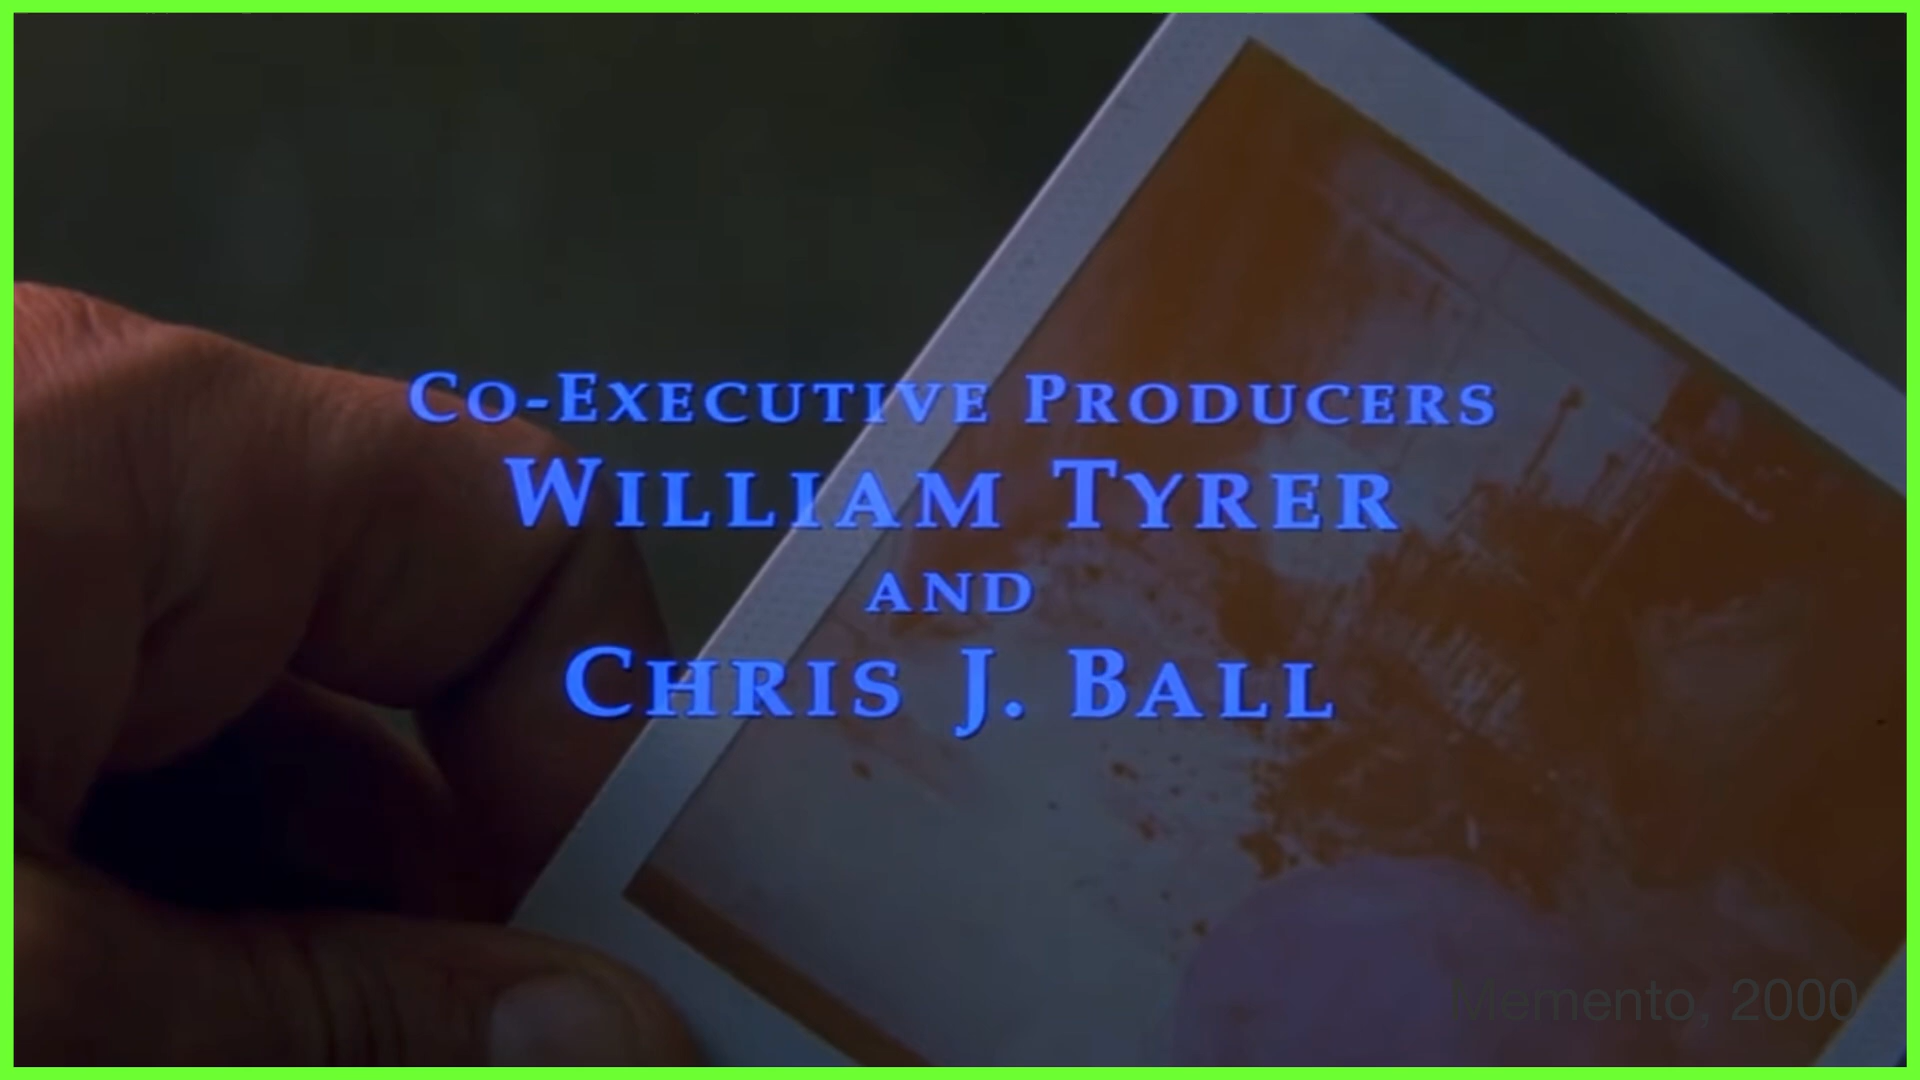 Co-Executive Producers
William Tyrer
and
Chris J. Ball
Memento, 2000